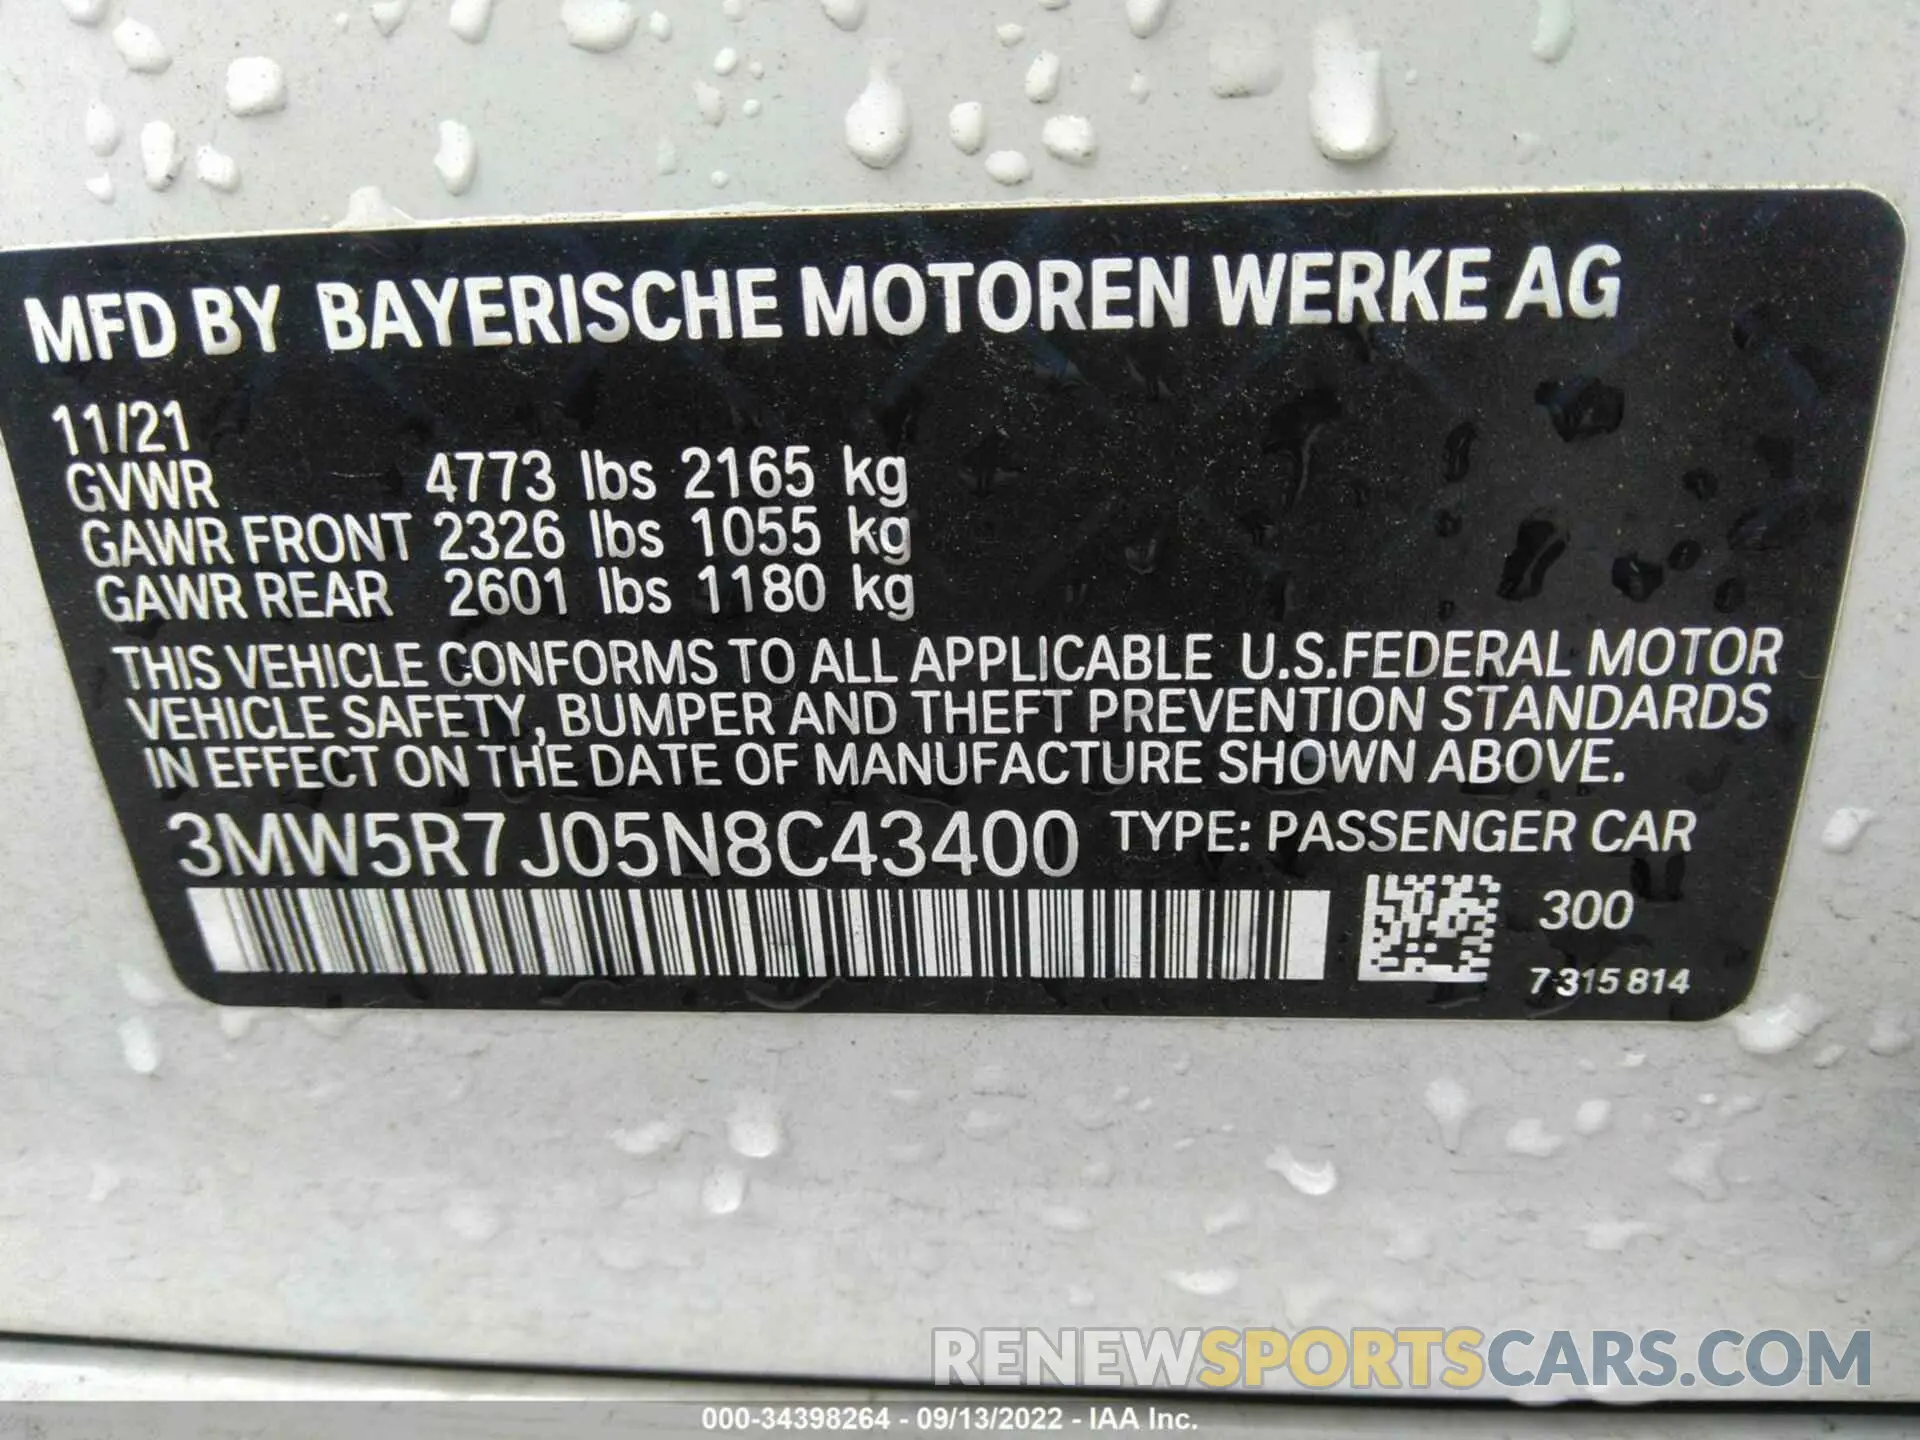 MFD BY BAYERISCHE MOTOREN WERKE AG
11/21
GVWR 4773 lbs 2165 kg
GAWR FRONT 2326 lbs 1055 kg
GAWR REAR 2601 lbs 1180 kg
THIS VEHICLE CONFORMS TO ALL APPLICABLE U.S.FEDERAL MOTOR
VEHICLE SAFETY, BUMPER AND THEFT PREVENTION STANDARDS
IN EFFECT ON THE DATE OF MANUFACTURE SHOWN ABOVE.
3MW5R7J05N8C43400 TYPE: PASSENGER CAR
300
7 315 814
RENEWSPORTSCARS.COM
000-34398264 - 09/13/2022 - IAA Inc.